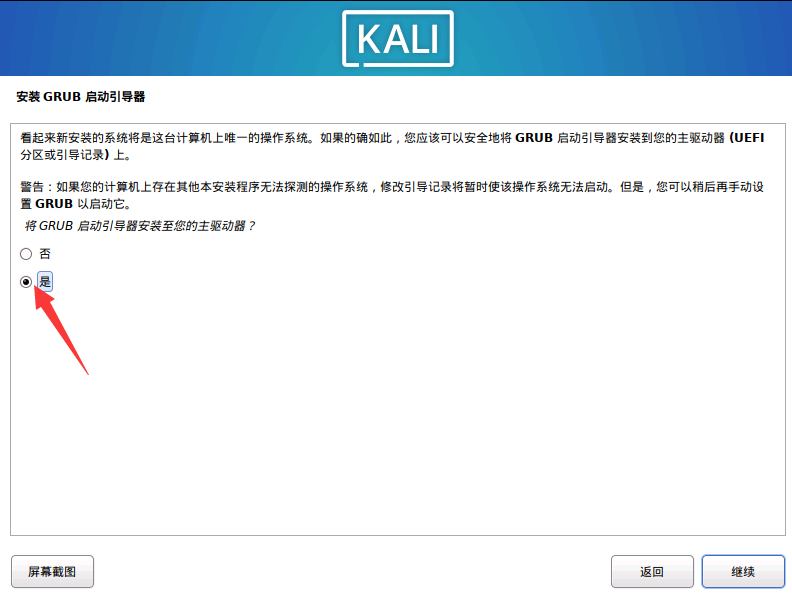 KALI
安装 GRUB 启动引导器
看起来新安装的系统将是这台计算机上唯一的操作系统。如果的确如此，您应该可以安全地将 GRUB 启动引导器安装到您的主驱动器 (UEFI
分区或引导记录) 上。
警告：如果您的计算机上存在其他本安装程序无法探测的操作系统，修改引导记录将暂时使该操作系统无法启动。但是，您可以稍后再手动设
置 GRUB 以启动它。
将 GRUB 启动引导器安装至您的主驱动器？
否
是
屏幕截图
返回
继续